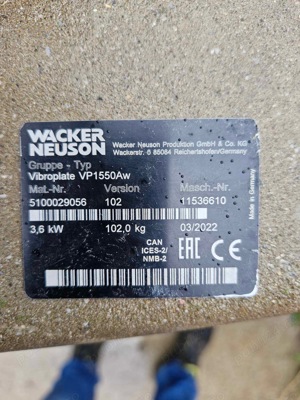 WACKER NEUSON
Wacker Neuson Produktion GmbH & Co. KG
Wackerstr. 6 85084 Reichertshofen/Germany
Gruppe - Typ
Vibroplate VP1550Aw
Mat.-Nr. Version Masch.-Nr.
5100029056 102 11536610
3,6 kW 102,0 kg 03/2022
CAN
ICES-2/
NMB-2
EAC CE
Made in Germany